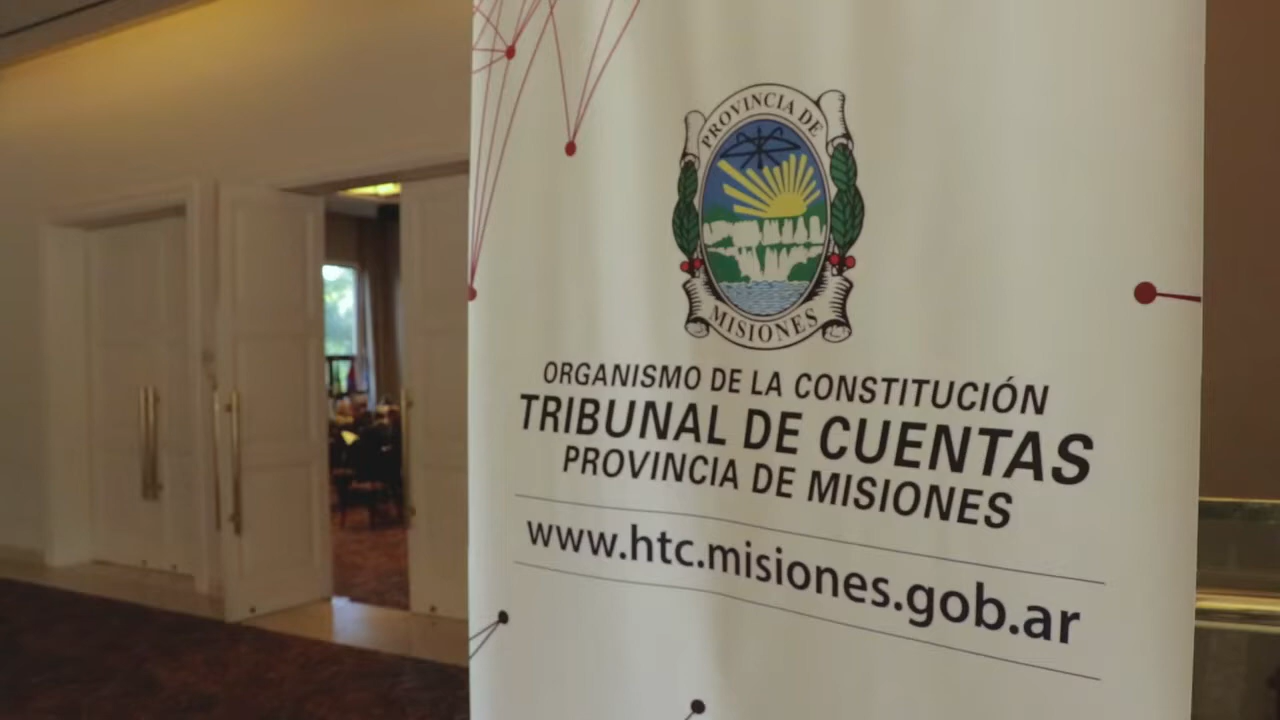 PROVINCIA DE
MISIONES
ORGANISMO DE LA CONSTITUCIÓN
TRIBUNAL DE CUENTAS
PROVINCIA DE MISIONES
www.htc.misiones.gob.ar